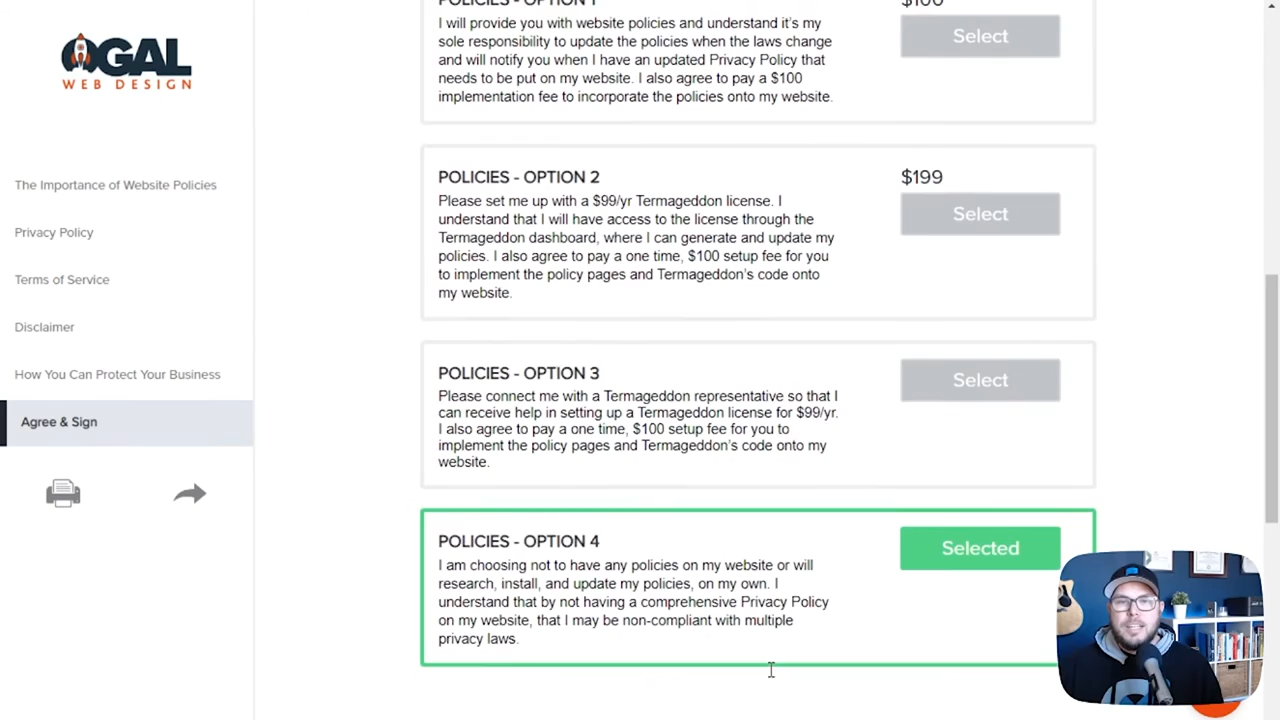 OGAL
WEB DESIGN
The Importance of Website Policies
Privacy Policy
Terms of Service
Disclaimer
How You Can Protect Your Business
Agree & Sign
POLICIES - OPTION 1
$100
I will provide you with website policies and understand it's my
sole responsibility to update the policies when the laws change
and will notify you when I have an updated Privacy Policy that
needs to be put on my website. I also agree to pay a $100
implementation fee to incorporate the policies onto my website.
Select
POLICIES - OPTION 2
$199
Please set me up with a $99/yr Termageddon license. I
understand that I will have access to the license through the
Termageddon dashboard, where I can generate and update my
policies. I also agree to pay a one time, $100 setup fee for you
to implement the policy pages and Termageddon's code onto
my website.
Select
POLICIES - OPTION 3
Please connect me with a Termageddon representative so that I
can receive help in setting up a Termageddon license for $99/yr.
I also agree to pay a one time, $100 setup fee for you to
implement the policy pages and Termageddon's code onto my
website.
Select
POLICIES - OPTION 4
I am choosing not to have any policies on my website or will
research, install, and update my policies, on my own. I
understand that by not having a comprehensive Privacy Policy
on my website, that I may be non-compliant with multiple
privacy laws.
Selected